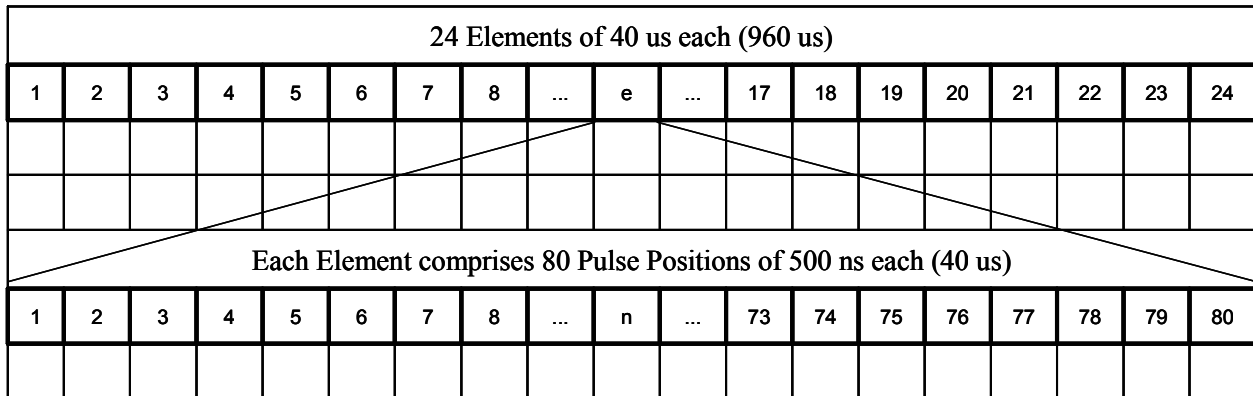 24 Elements of 40 us each (960 us)
1 2 3 4 5 6 7 8 ... e ... 17 18 19 20 21 22 23 24
Each Element comprises 80 Pulse Positions of 500 ns each (40 us)
1 2 3 4 5 6 7 8 ... n ... 73 74 75 76 77 78 79 80